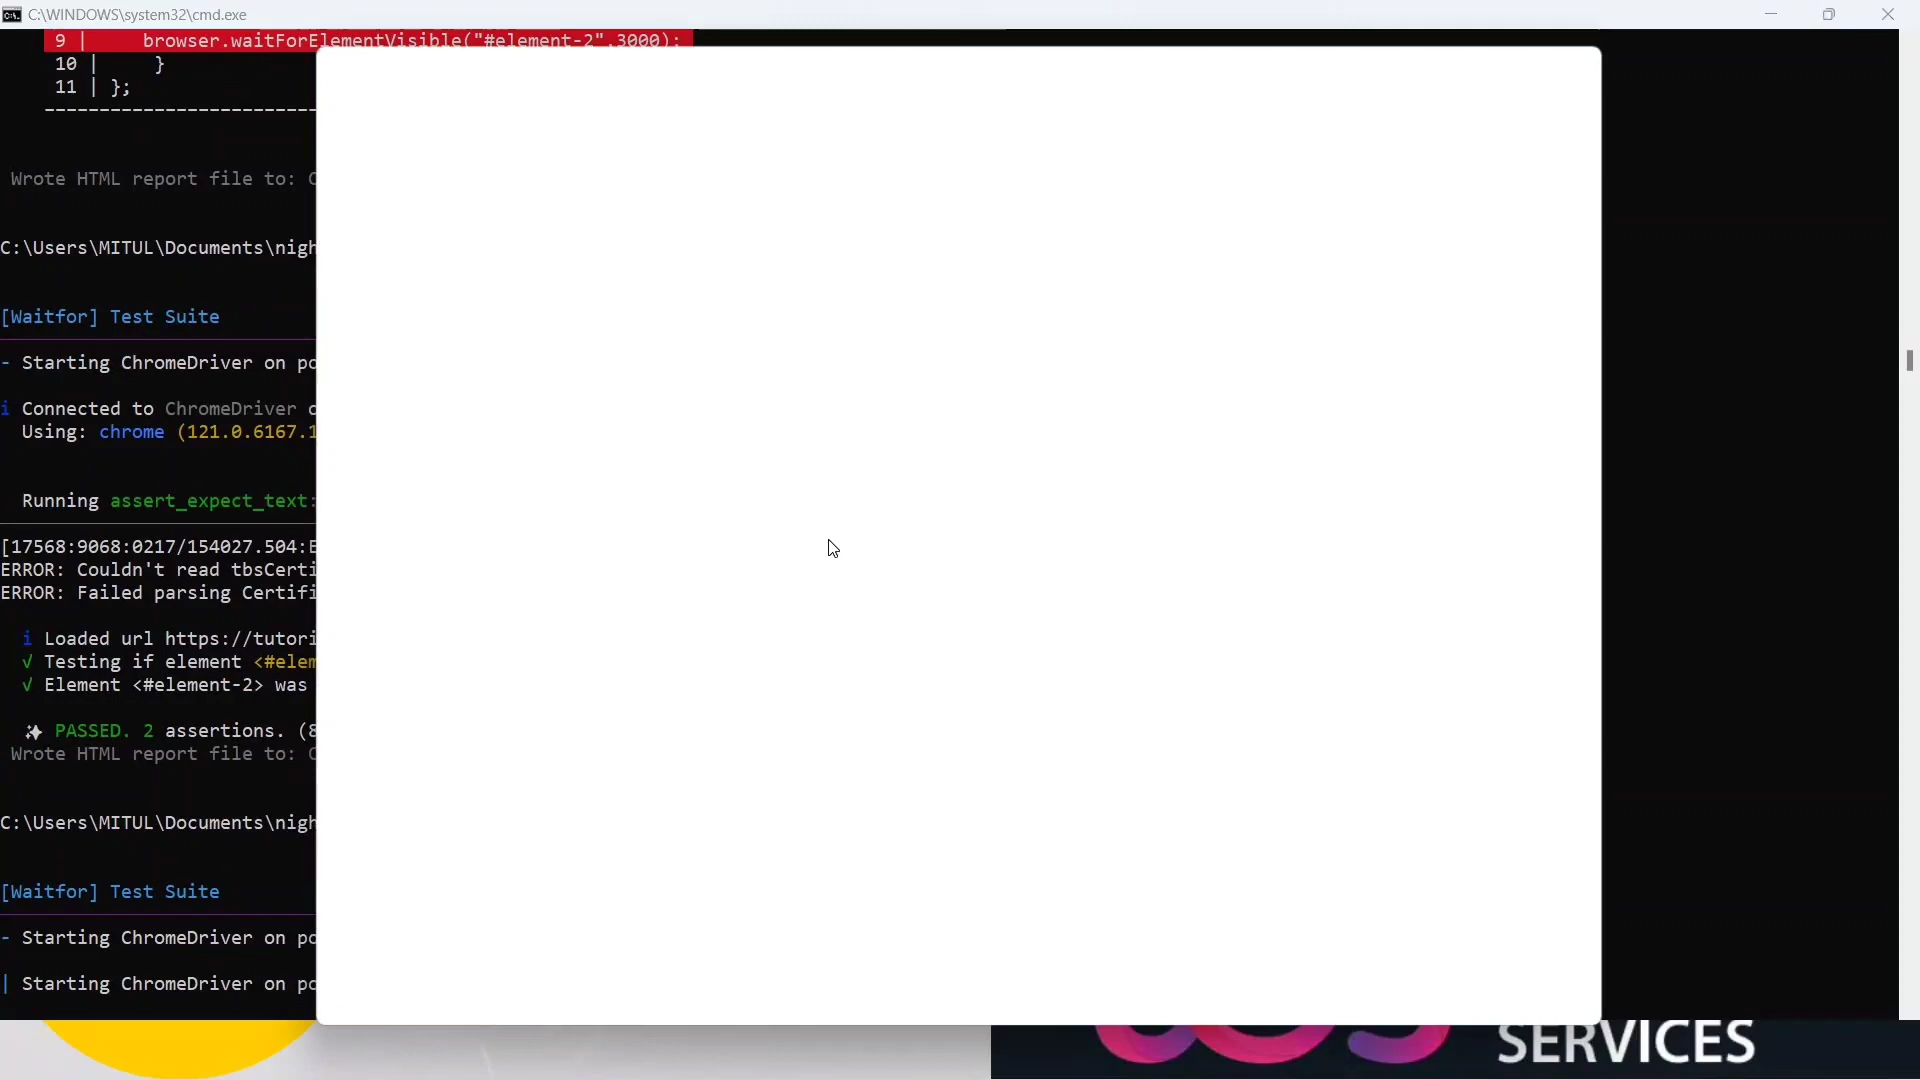 C:\WINDOWS\system32\cmd.exe
9 | browser.waitForElementVisible("#element-2",3000);
10 | }
11 | };
Wrote HTML report file to: C
C:\Users\MITUL\Documents\nigh
[Waitfor] Test Suite
- Starting ChromeDriver on po
i Connected to ChromeDriver o
Using: chrome (121.0.6167.1
Running assert_expect_text:
[17568:9068:0217/154027.504:E
ERROR: Couldn't read tbsCerti
ERROR: Failed parsing Certifi
i Loaded url https://tutori
√ Testing if element <#elem
√ Element <#element-2> was
PASSED. 2 assertions. (8
Wrote HTML report file to: C
C:\Users\MITUL\Documents\nigh
[Waitfor] Test Suite
- Starting ChromeDriver on po
| Starting ChromeDriver on po
SERVICES